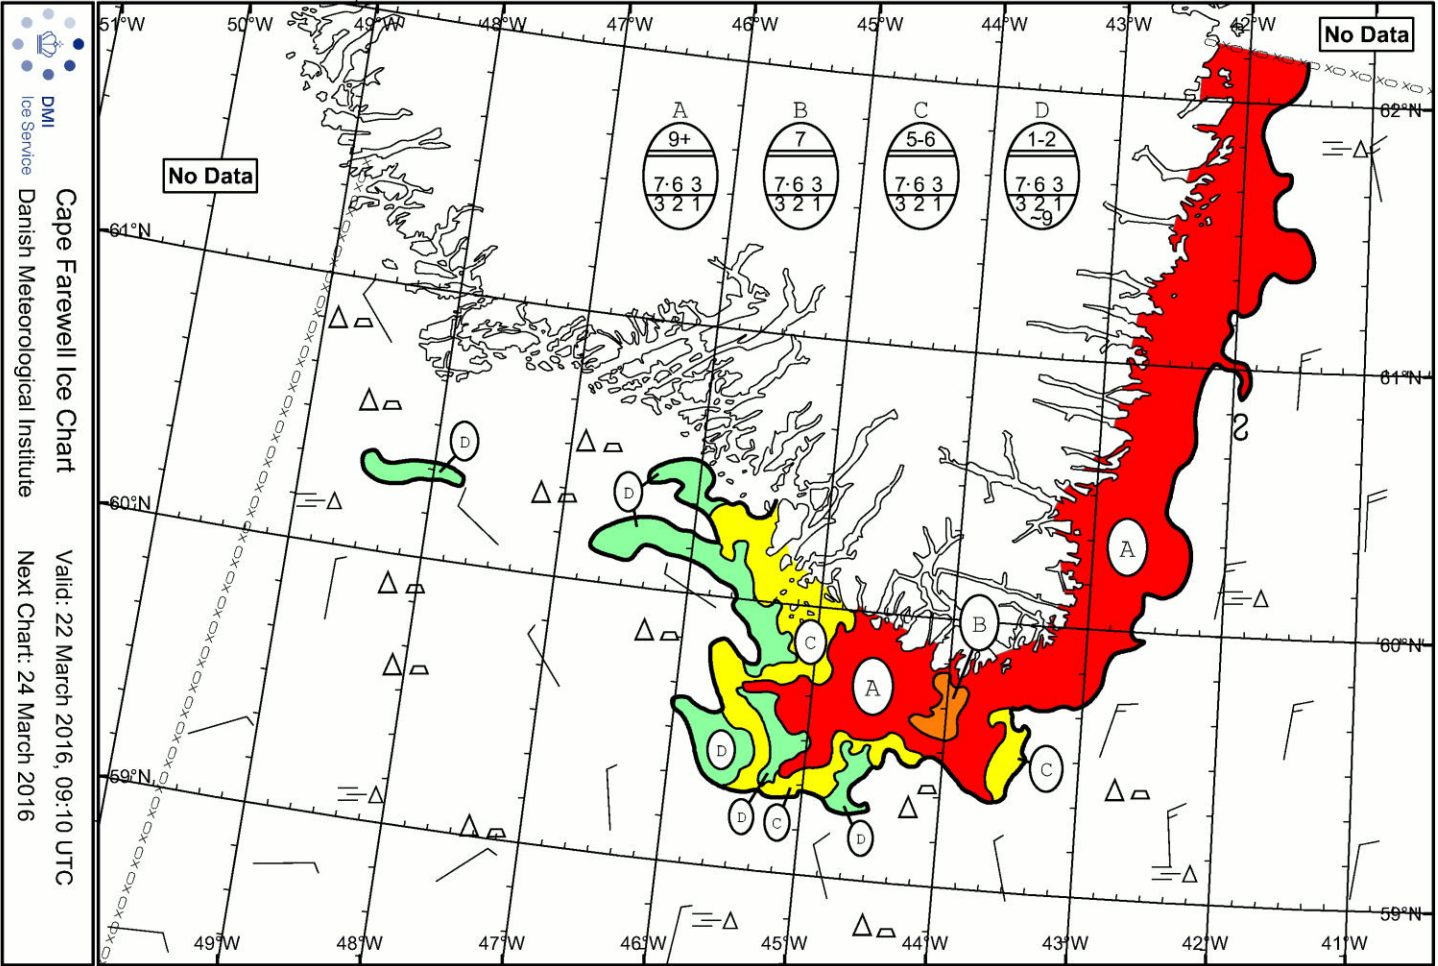 51°W 50°W 49°W 48°W 47°W 46°W 45°W 44°W 43°W 42°W
No Data
62°N
A B C D
9+ 7 5-6 1-2
7· 6 3 7· 6 3 7· 6 3 7· 6 3
3 2 1 3 2 1 3 2 1 3 2 1
~9
No Data
61°N
61°N
D
D
60°N
A
B
C
60°N
A
D
C
59°N
D
C
D
59°N
49°W 48°W 47°W 46°W 45°W 44°W 43°W 42°W 41°W
DMI
Ice Service
Cape Farewell Ice Chart
Danish Meteorological Institute
Valid: 22 March 2016, 09:10 UTC
Next Chart: 24 March 2016